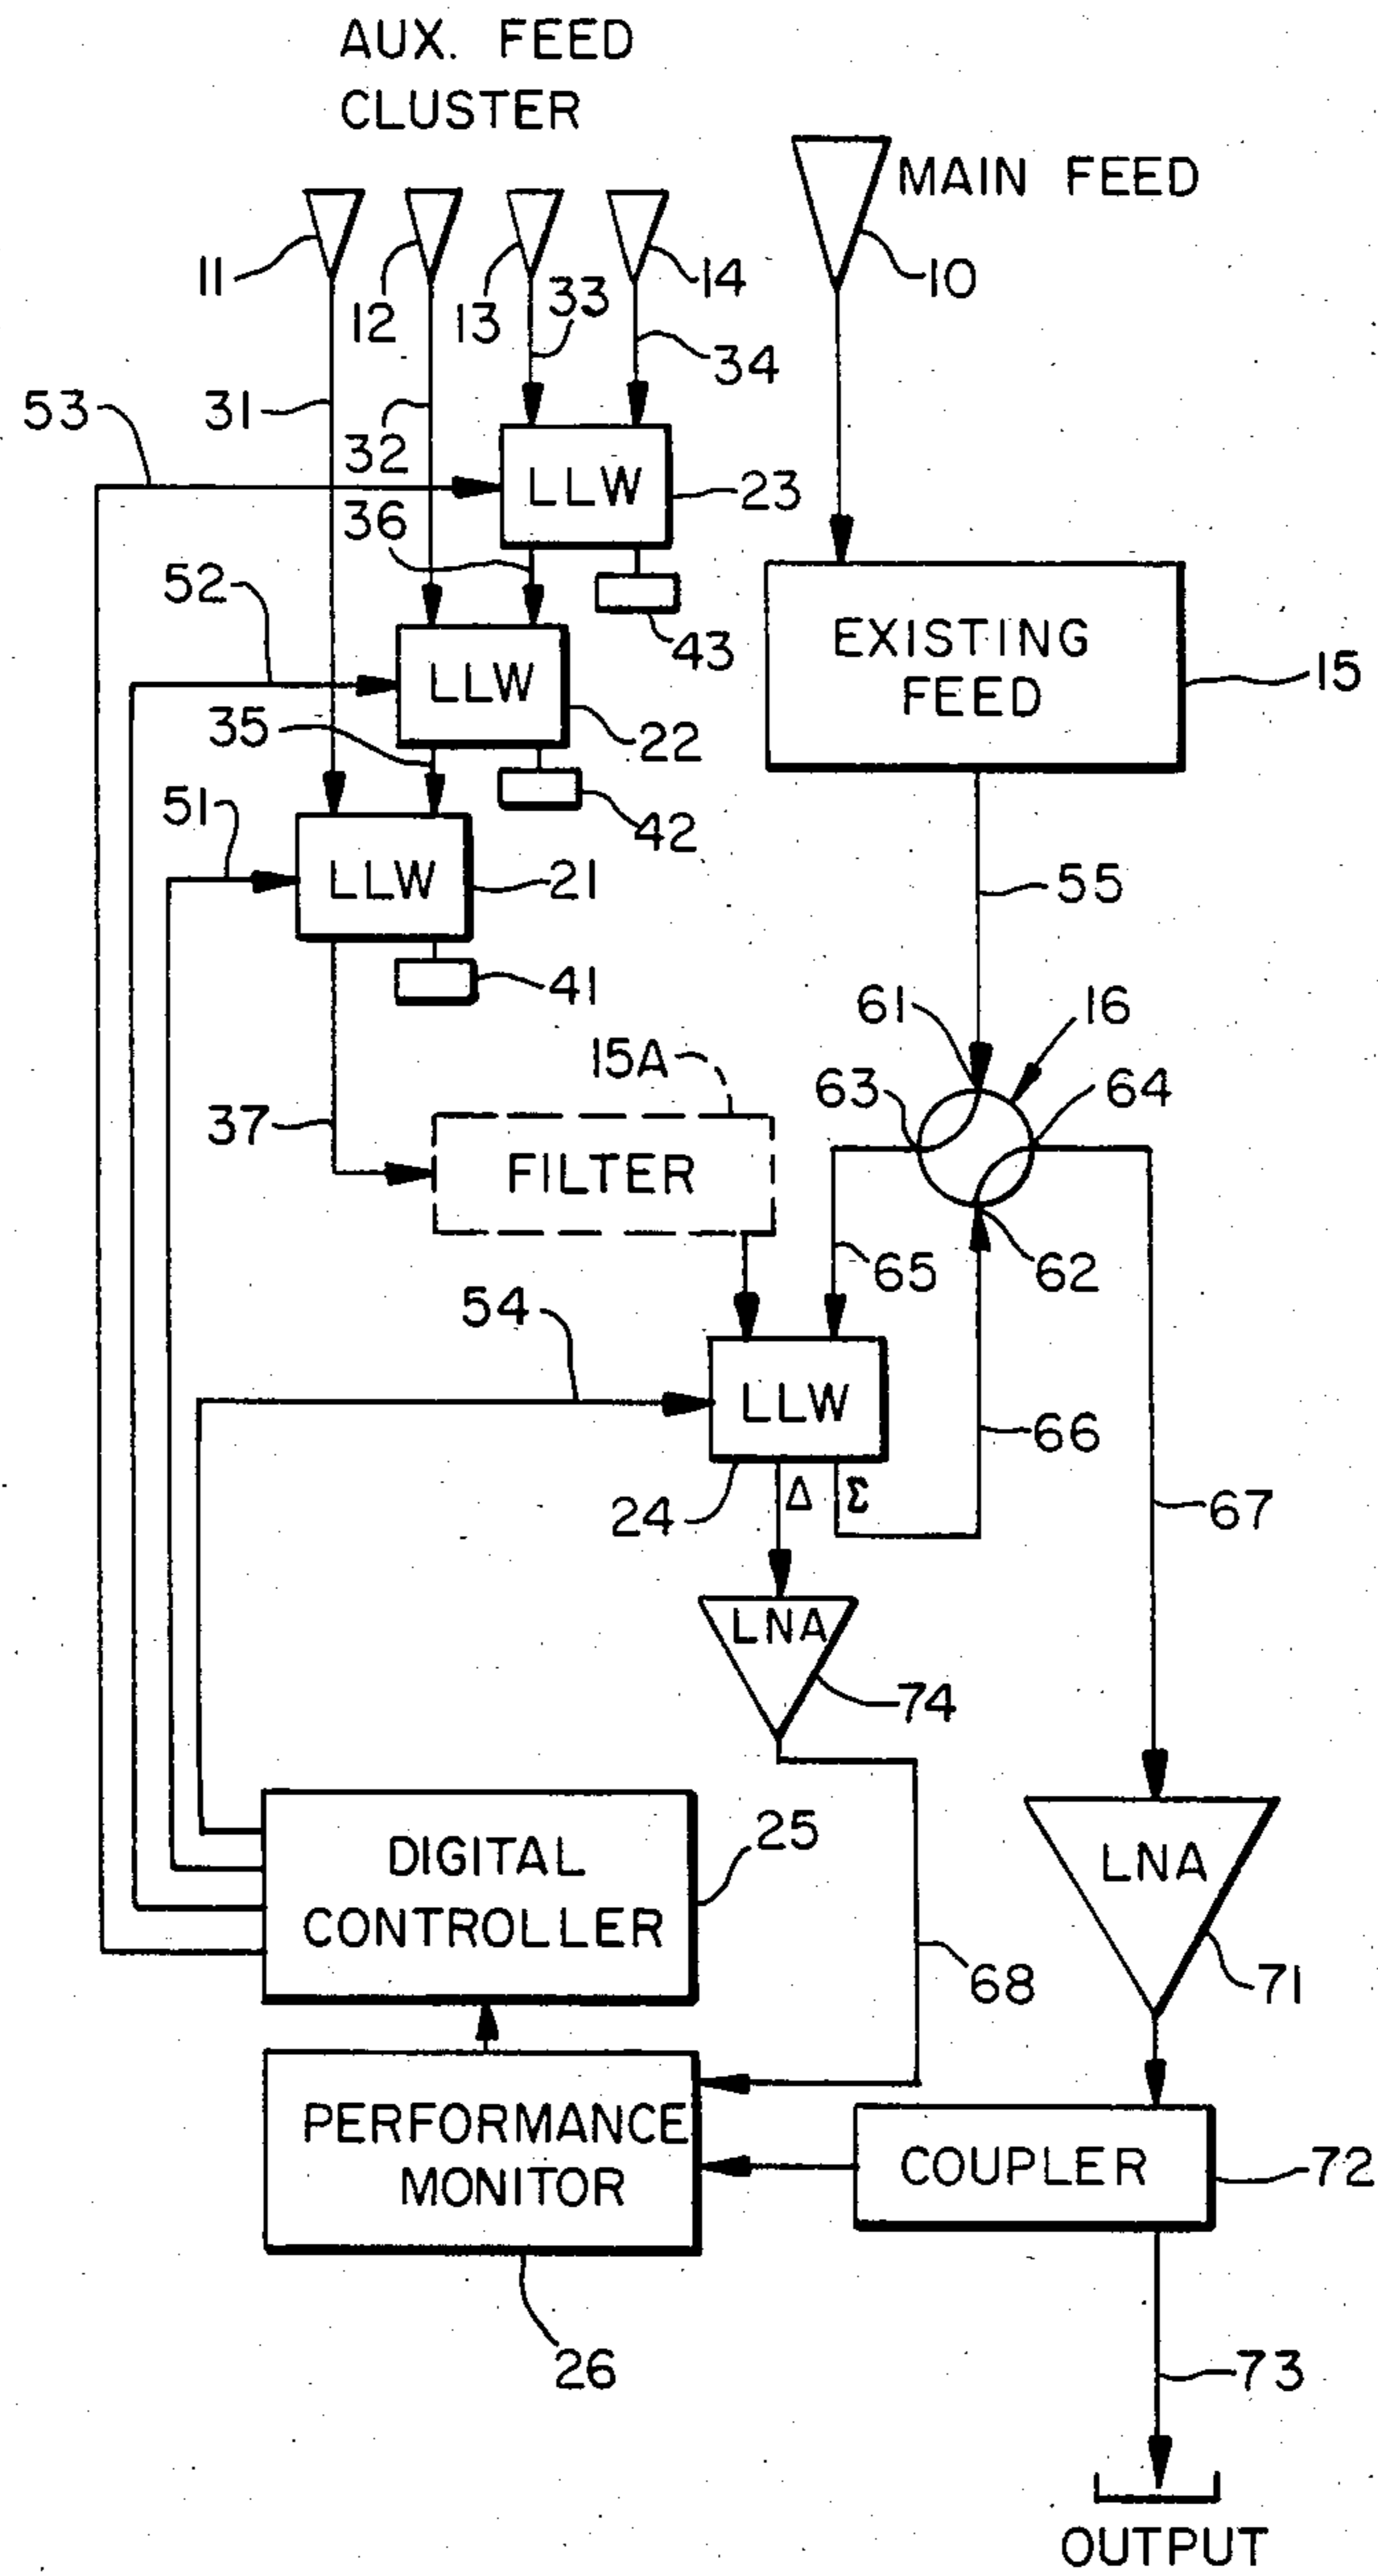 AUX. FEED
CLUSTER
MAIN FEED
11
12
13
33
14
10
34
53
31
32
LLW
23
36
52
43
EXISTING
FEED
15
LLW
35
22
51
42
LLW
21
55
41
61
16
15A
63
64
37
FILTER
65
62
54
LLW
66
24
Δ
Σ
67
LNA
74
25
DIGITAL
CONTROLLER
LNA
68
71
PERFORMANCE
MONITOR
COUPLER
72
26
73
OUTPUT